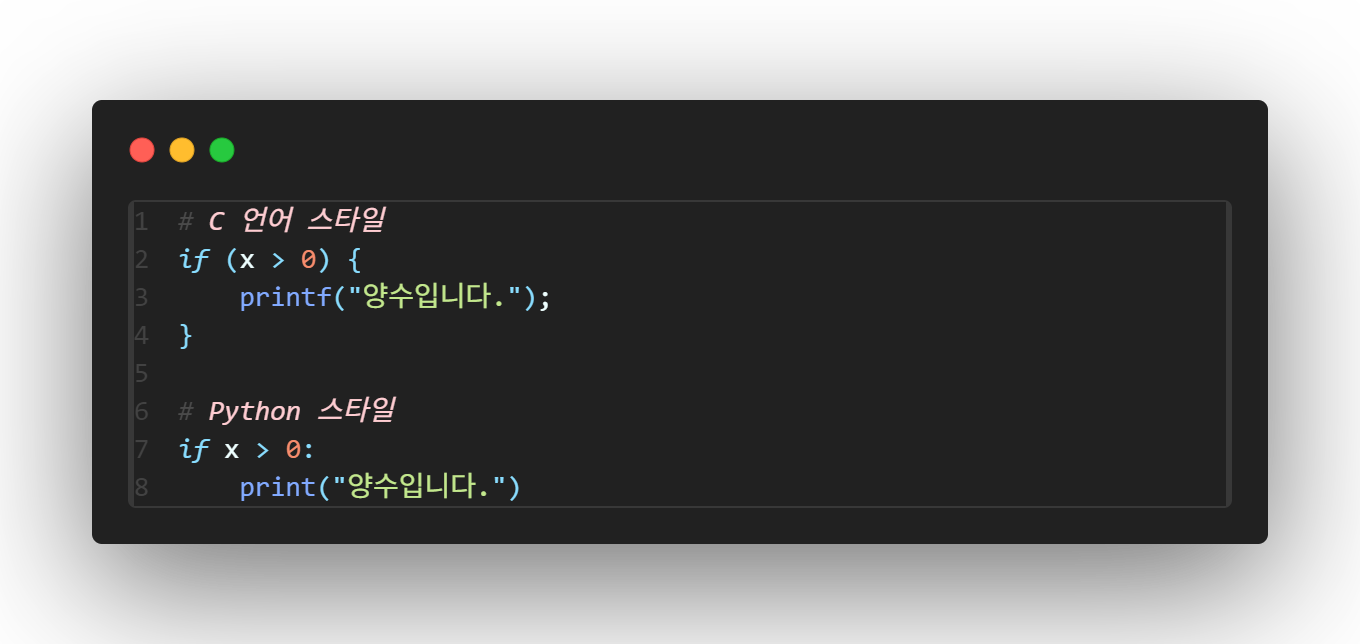 1 # C 언어 스타일
2 if (x > 0) {
3     printf("양수입니다.");
4 }
5
6 # Python 스타일
7 if x > 0:
8     print("양수입니다.")